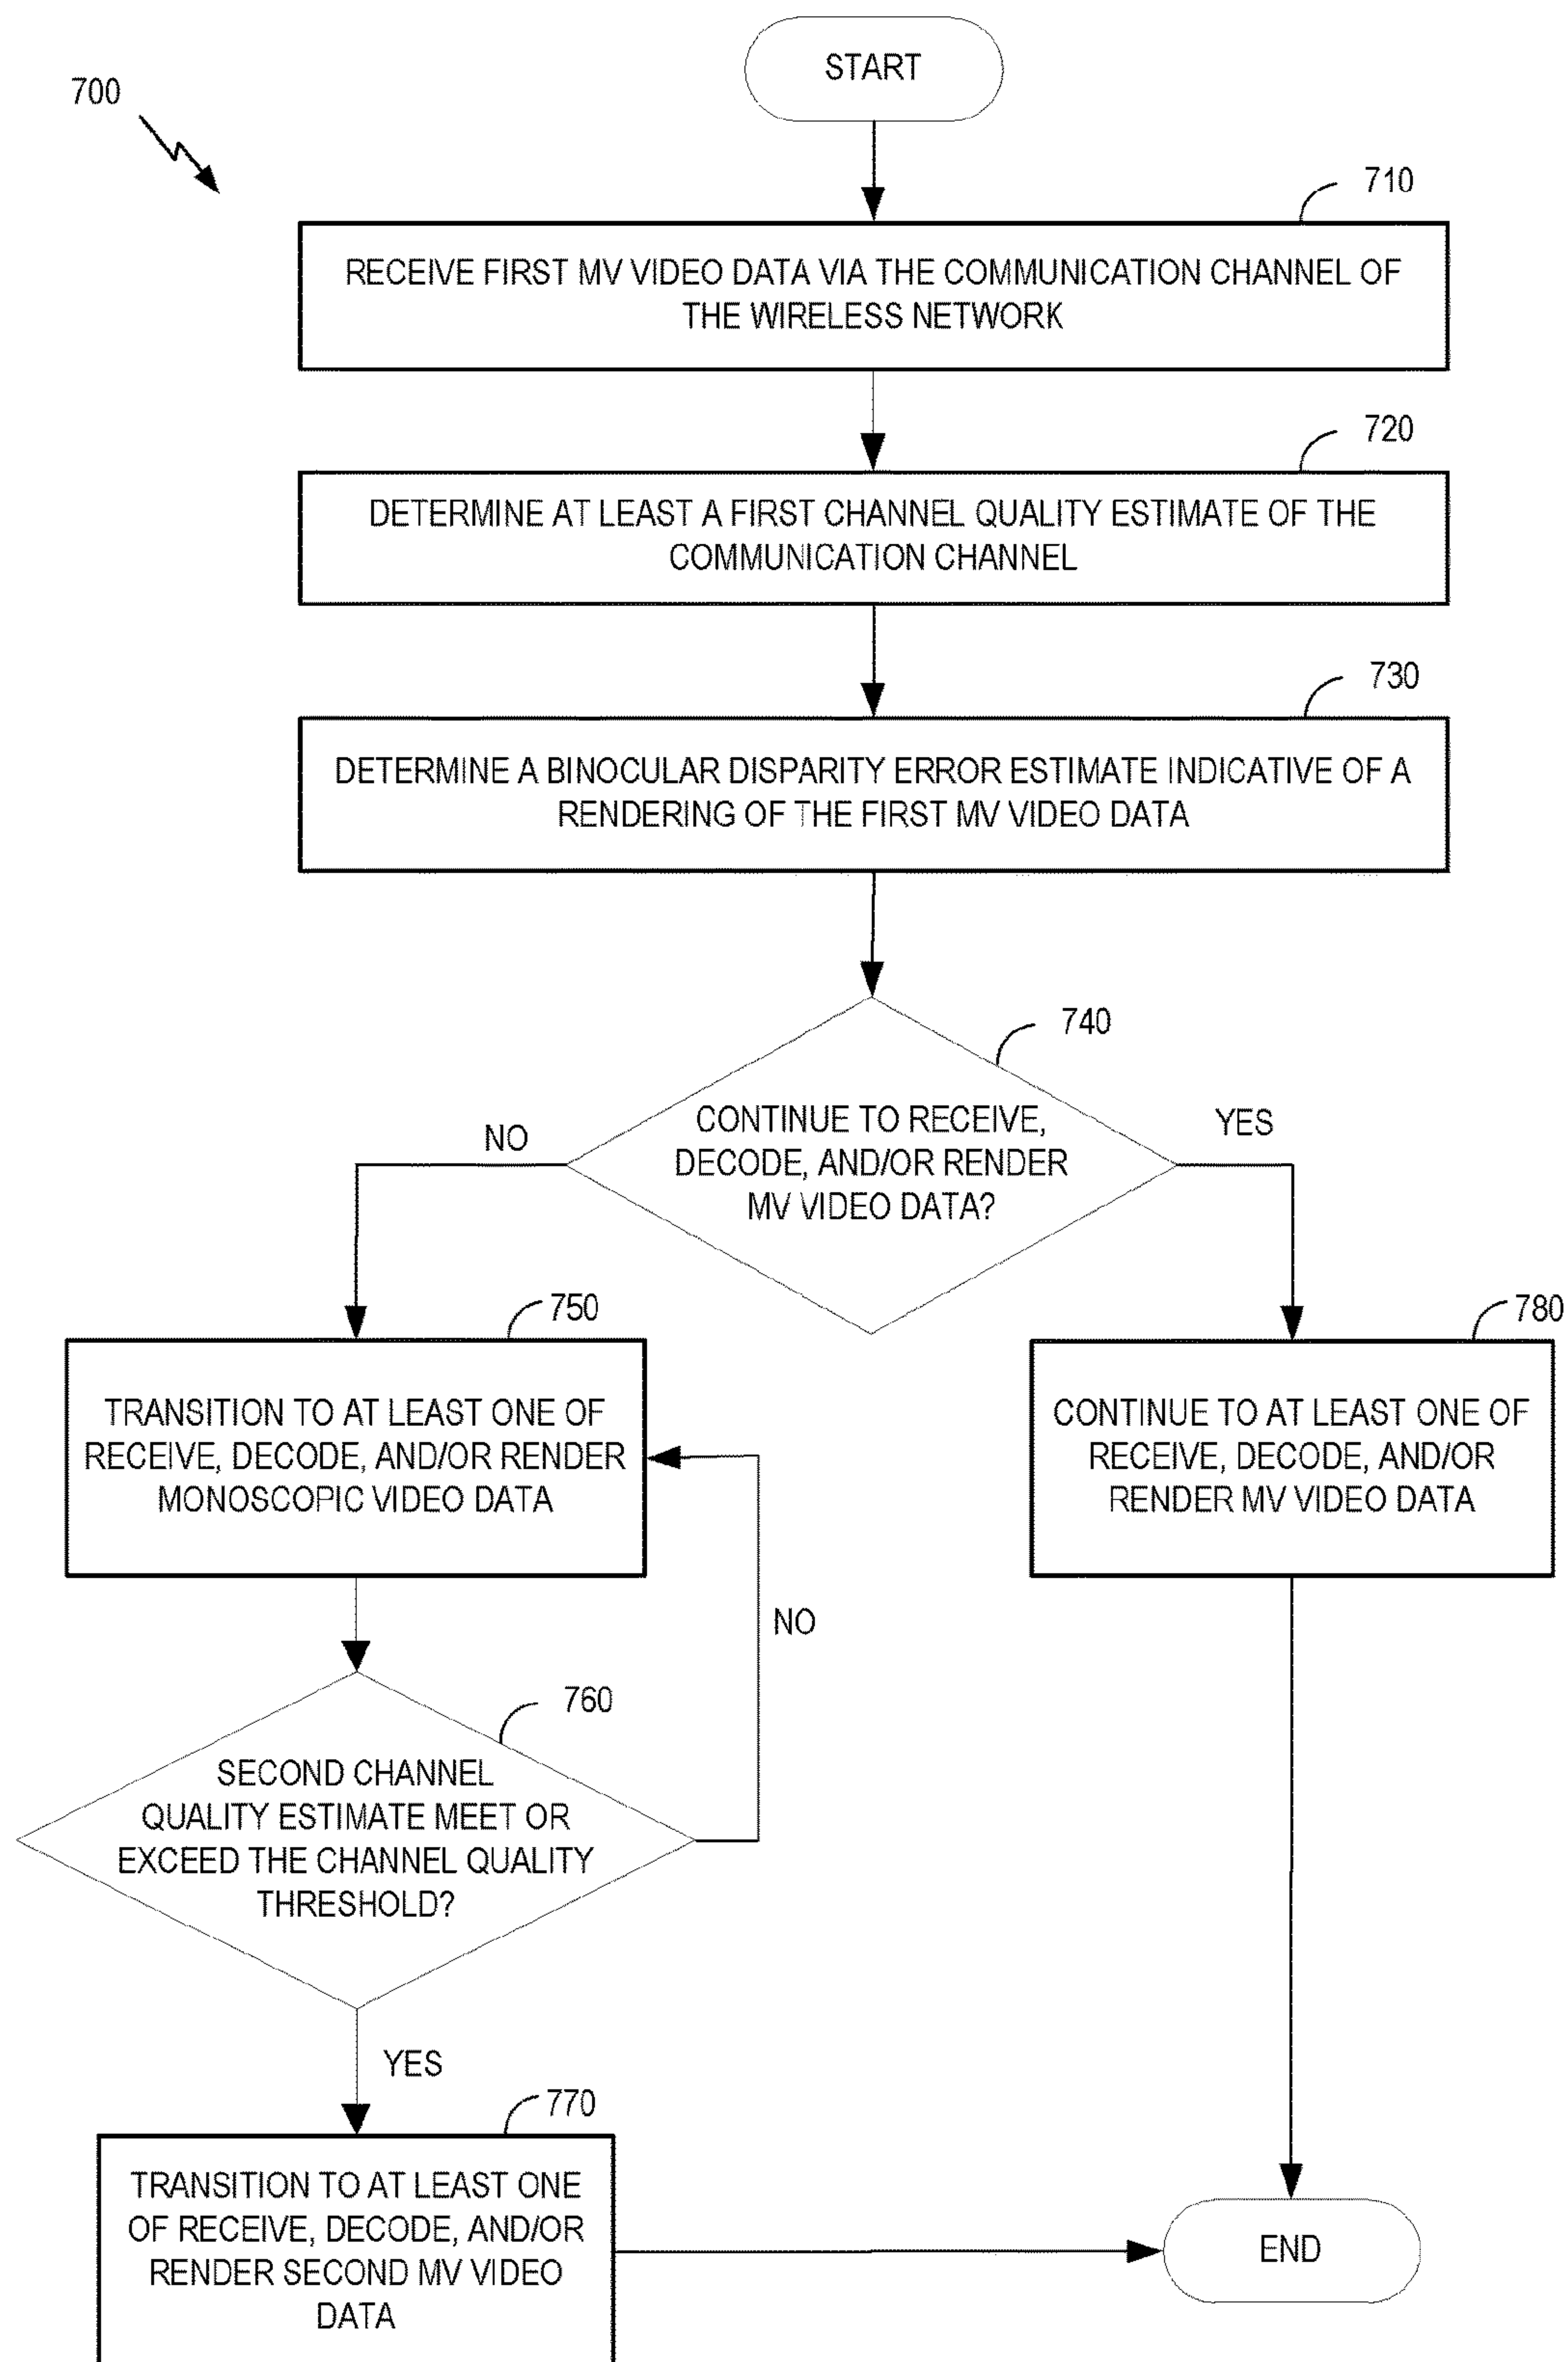 START
700
710
RECEIVE FIRST MV VIDEO DATA VIA THE COMMUNICATION CHANNEL OF
THE WIRELESS NETWORK
720
DETERMINE AT LEAST A FIRST CHANNEL QUALITY ESTIMATE OF THE
COMMUNICATION CHANNEL
730
DETERMINE A BINOCULAR DISPARITY ERROR ESTIMATE INDICATIVE OF A
RENDERING OF THE FIRST MV VIDEO DATA
740
CONTINUE TO RECEIVE,
DECODE, AND/OR RENDER
MV VIDEO DATA?
NO
YES
750
TRANSITION TO AT LEAST ONE OF
RECEIVE, DECODE, AND/OR RENDER
MONOSCOPIC VIDEO DATA
780
CONTINUE TO AT LEAST ONE OF
RECEIVE, DECODE, AND/OR
RENDER MV VIDEO DATA
NO
760
SECOND CHANNEL
QUALITY ESTIMATE MEET OR
EXCEED THE CHANNEL QUALITY
THRESHOLD?
YES
770
TRANSITION TO AT LEAST ONE
OF RECEIVE, DECODE, AND/OR
RENDER SECOND MV VIDEO
DATA
END